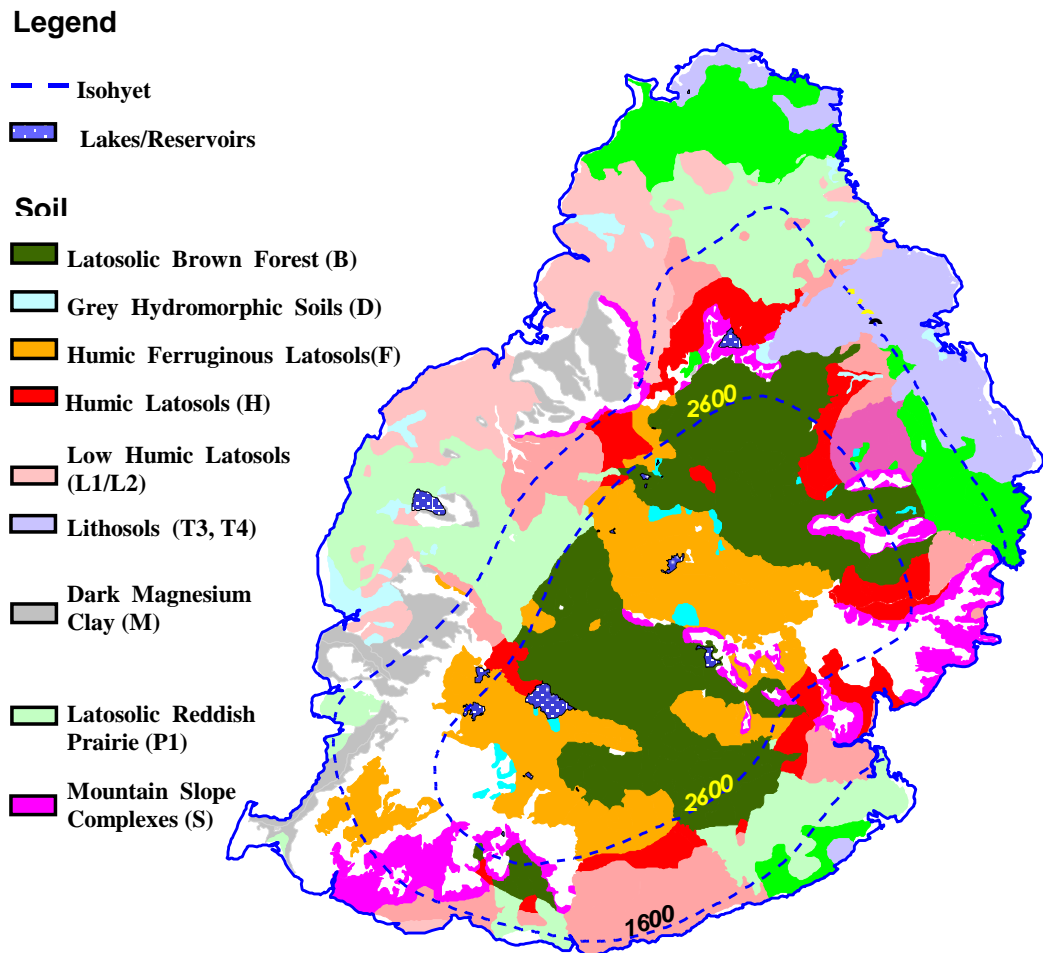 Legend
Isohyet
Lakes/Reservoirs
Soil
Latosolic Brown Forest (B)
Grey Hydromorphic Soils (D)
Humic Ferruginous Latosols(F)
Humic Latosols (H)
Low Humic Latosols
(L1/L2)
Lithosols (T3, T4)
Dark Magnesium
Clay (M)
Latosolic Reddish
Prairie (P1)
Mountain Slope
Complexes (S)
2600
2600
1600